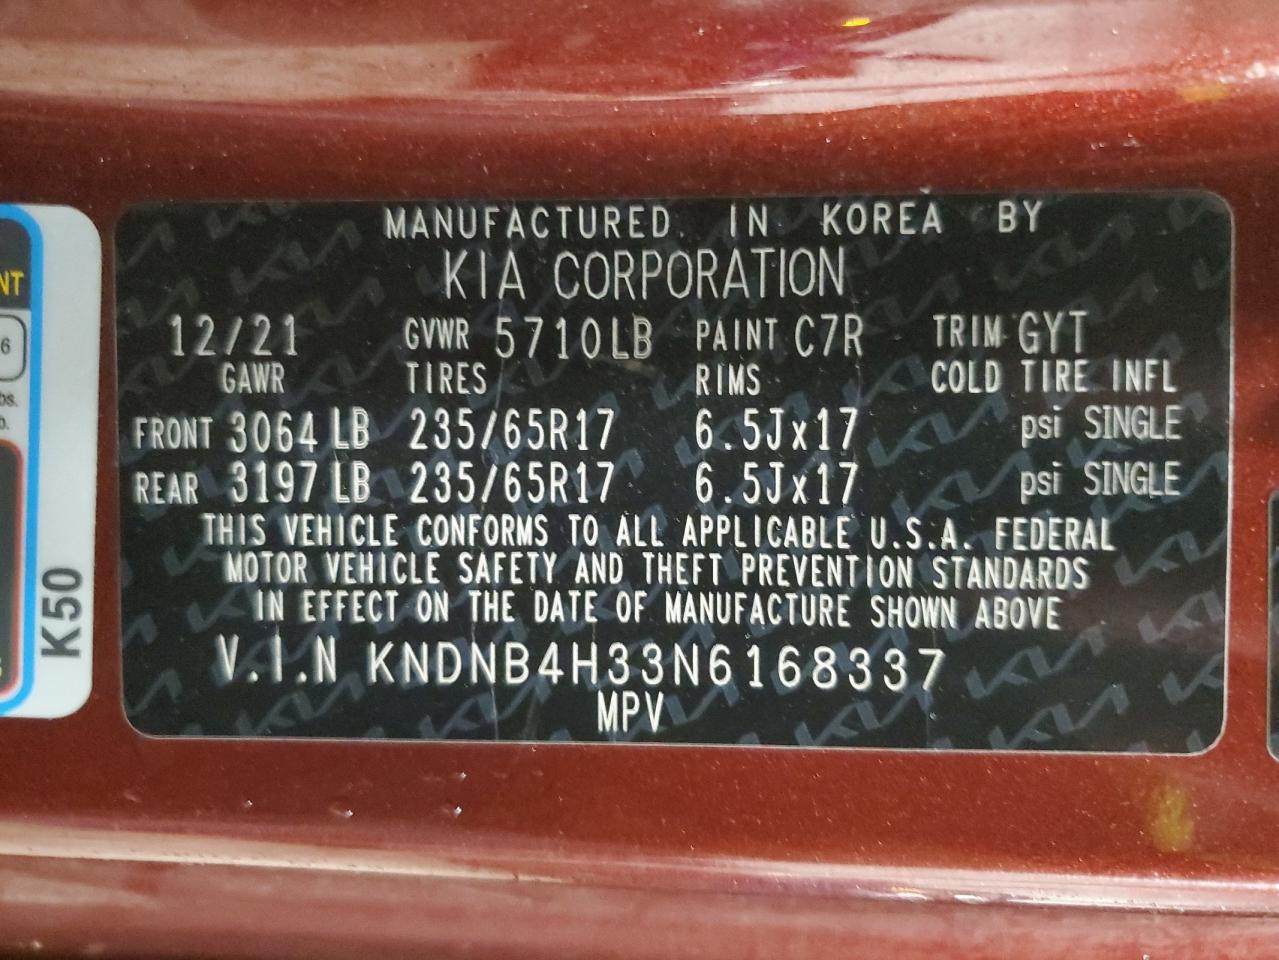 MANUFACTURED IN KOREA BY
KIA CORPORATION
12/21 GVWR 5710LB PAINT C7R TRIM GYT
GAWR TIRES RIMS COLD TIRE INFL
FRONT 3064 LB 235/65R17 6.5Jx17 psi SINGLE
REAR 3197 LB 235/65R17 6.5Jx17 psi SINGLE
THIS VEHICLE CONFORMS TO ALL APPLICABLE U.S.A. FEDERAL
MOTOR VEHICLE SAFETY AND THEFT PREVENTION STANDARDS
IN EFFECT ON THE DATE OF MANUFACTURE SHOWN ABOVE
V.I.N KNDNB4H33N6168337
MPV
K50